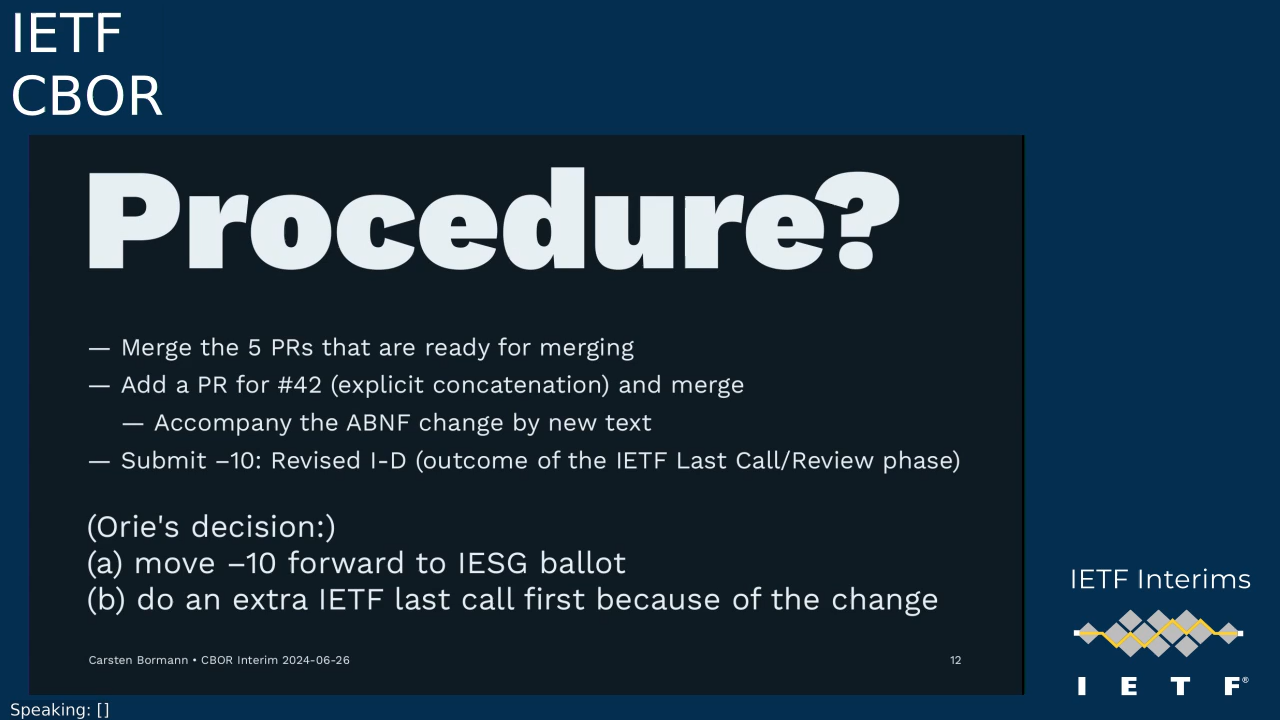 IETF
CBOR
Procedure?
— Merge the 5 PRs that are ready for merging
— Add a PR for #42 (explicit concatenation) and merge
— Accompany the ABNF change by new text
— Submit –10: Revised I-D (outcome of the IETF Last Call/Review phase)
(Orie's decision:)
(a) move –10 forward to IESG ballot
(b) do an extra IETF last call first because of the change
Carsten Bormann • CBOR Interim 2024-06-26
12
IETF Interims
I E T F®
Speaking: []